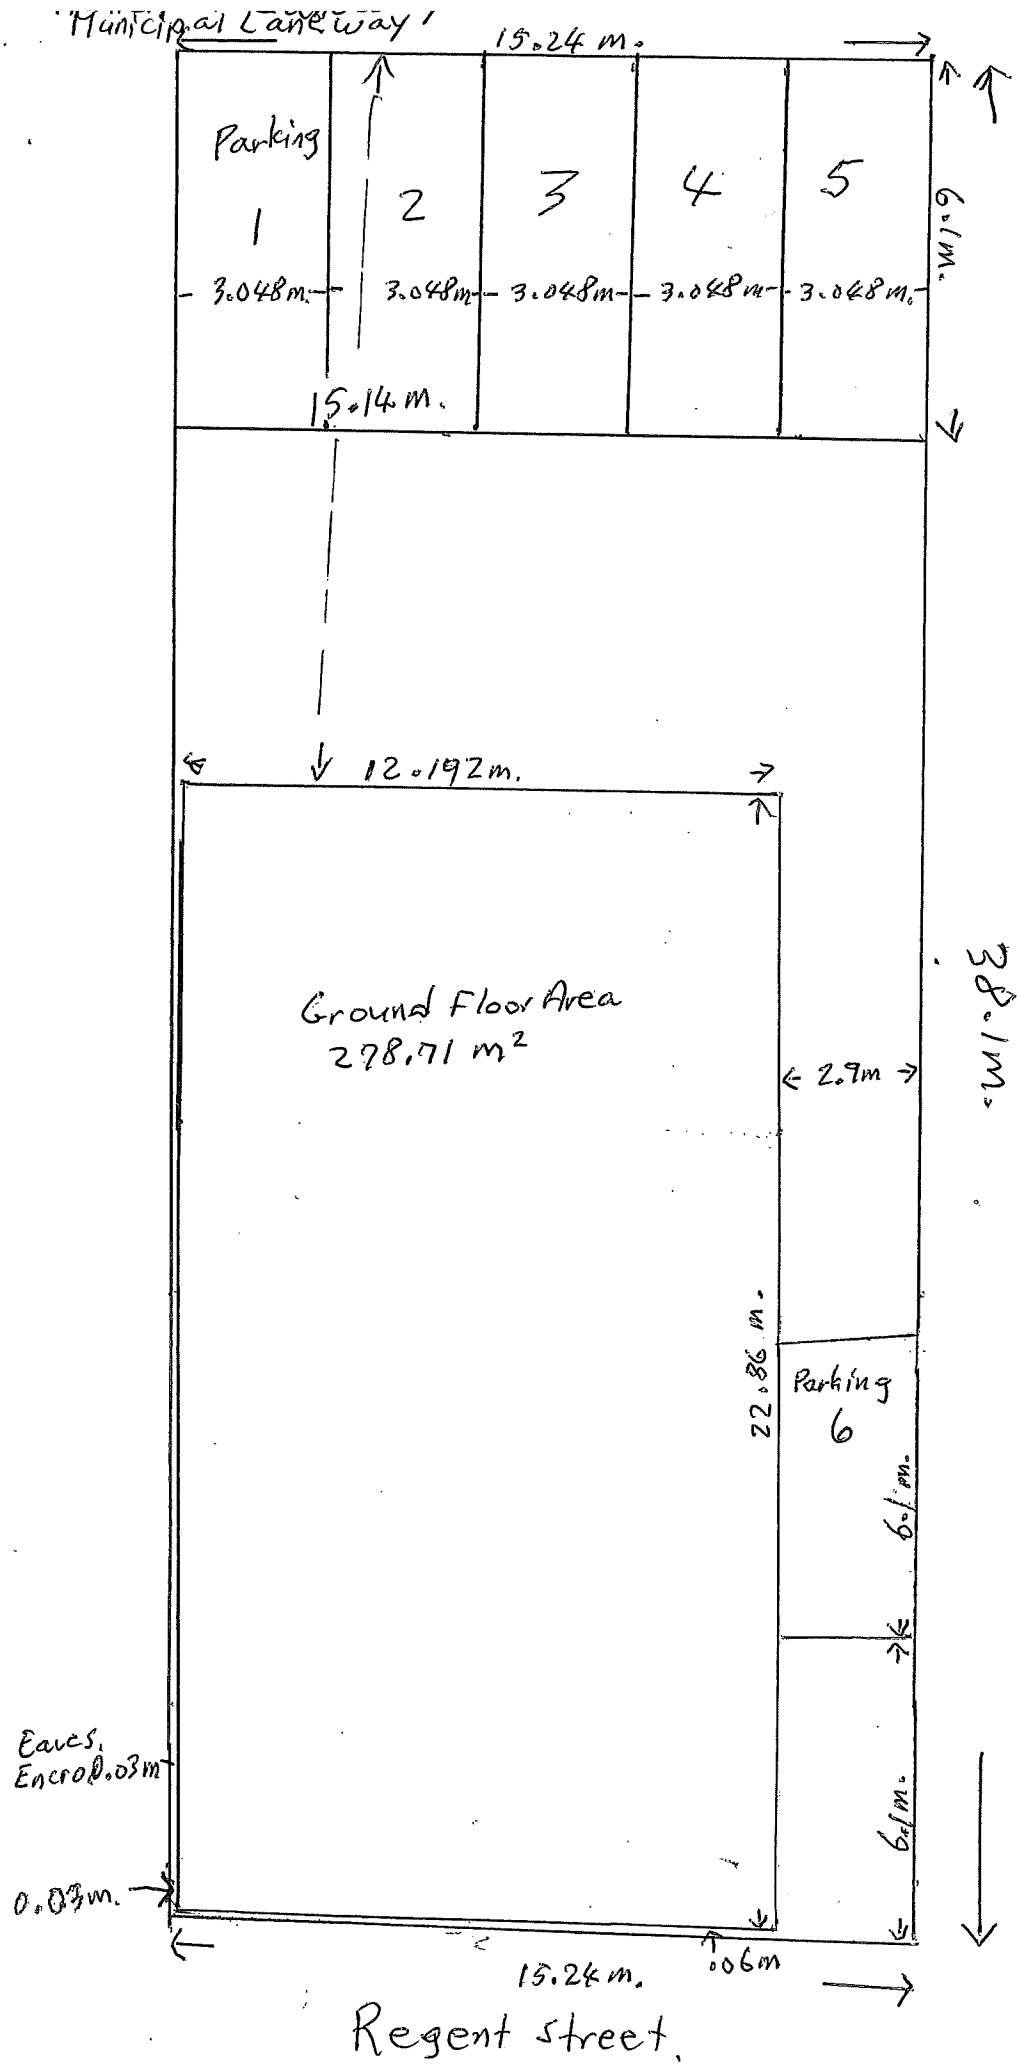 Municipal Laneway
15.24 m.
Parking
1
2
3
4
5
6.1m.
3.048m.
3.048m
3.048m
3.048m
3.048m.
15.14 m.
12.192m.
38.1m.
Ground Floor Area
278.71 m²
2.9m
22.86 m.
Parking
6
6.1m.
Eaves.
Encro 0.03m
6.1m.
0.03m.
.06m
15.24 m.
Regent Street.